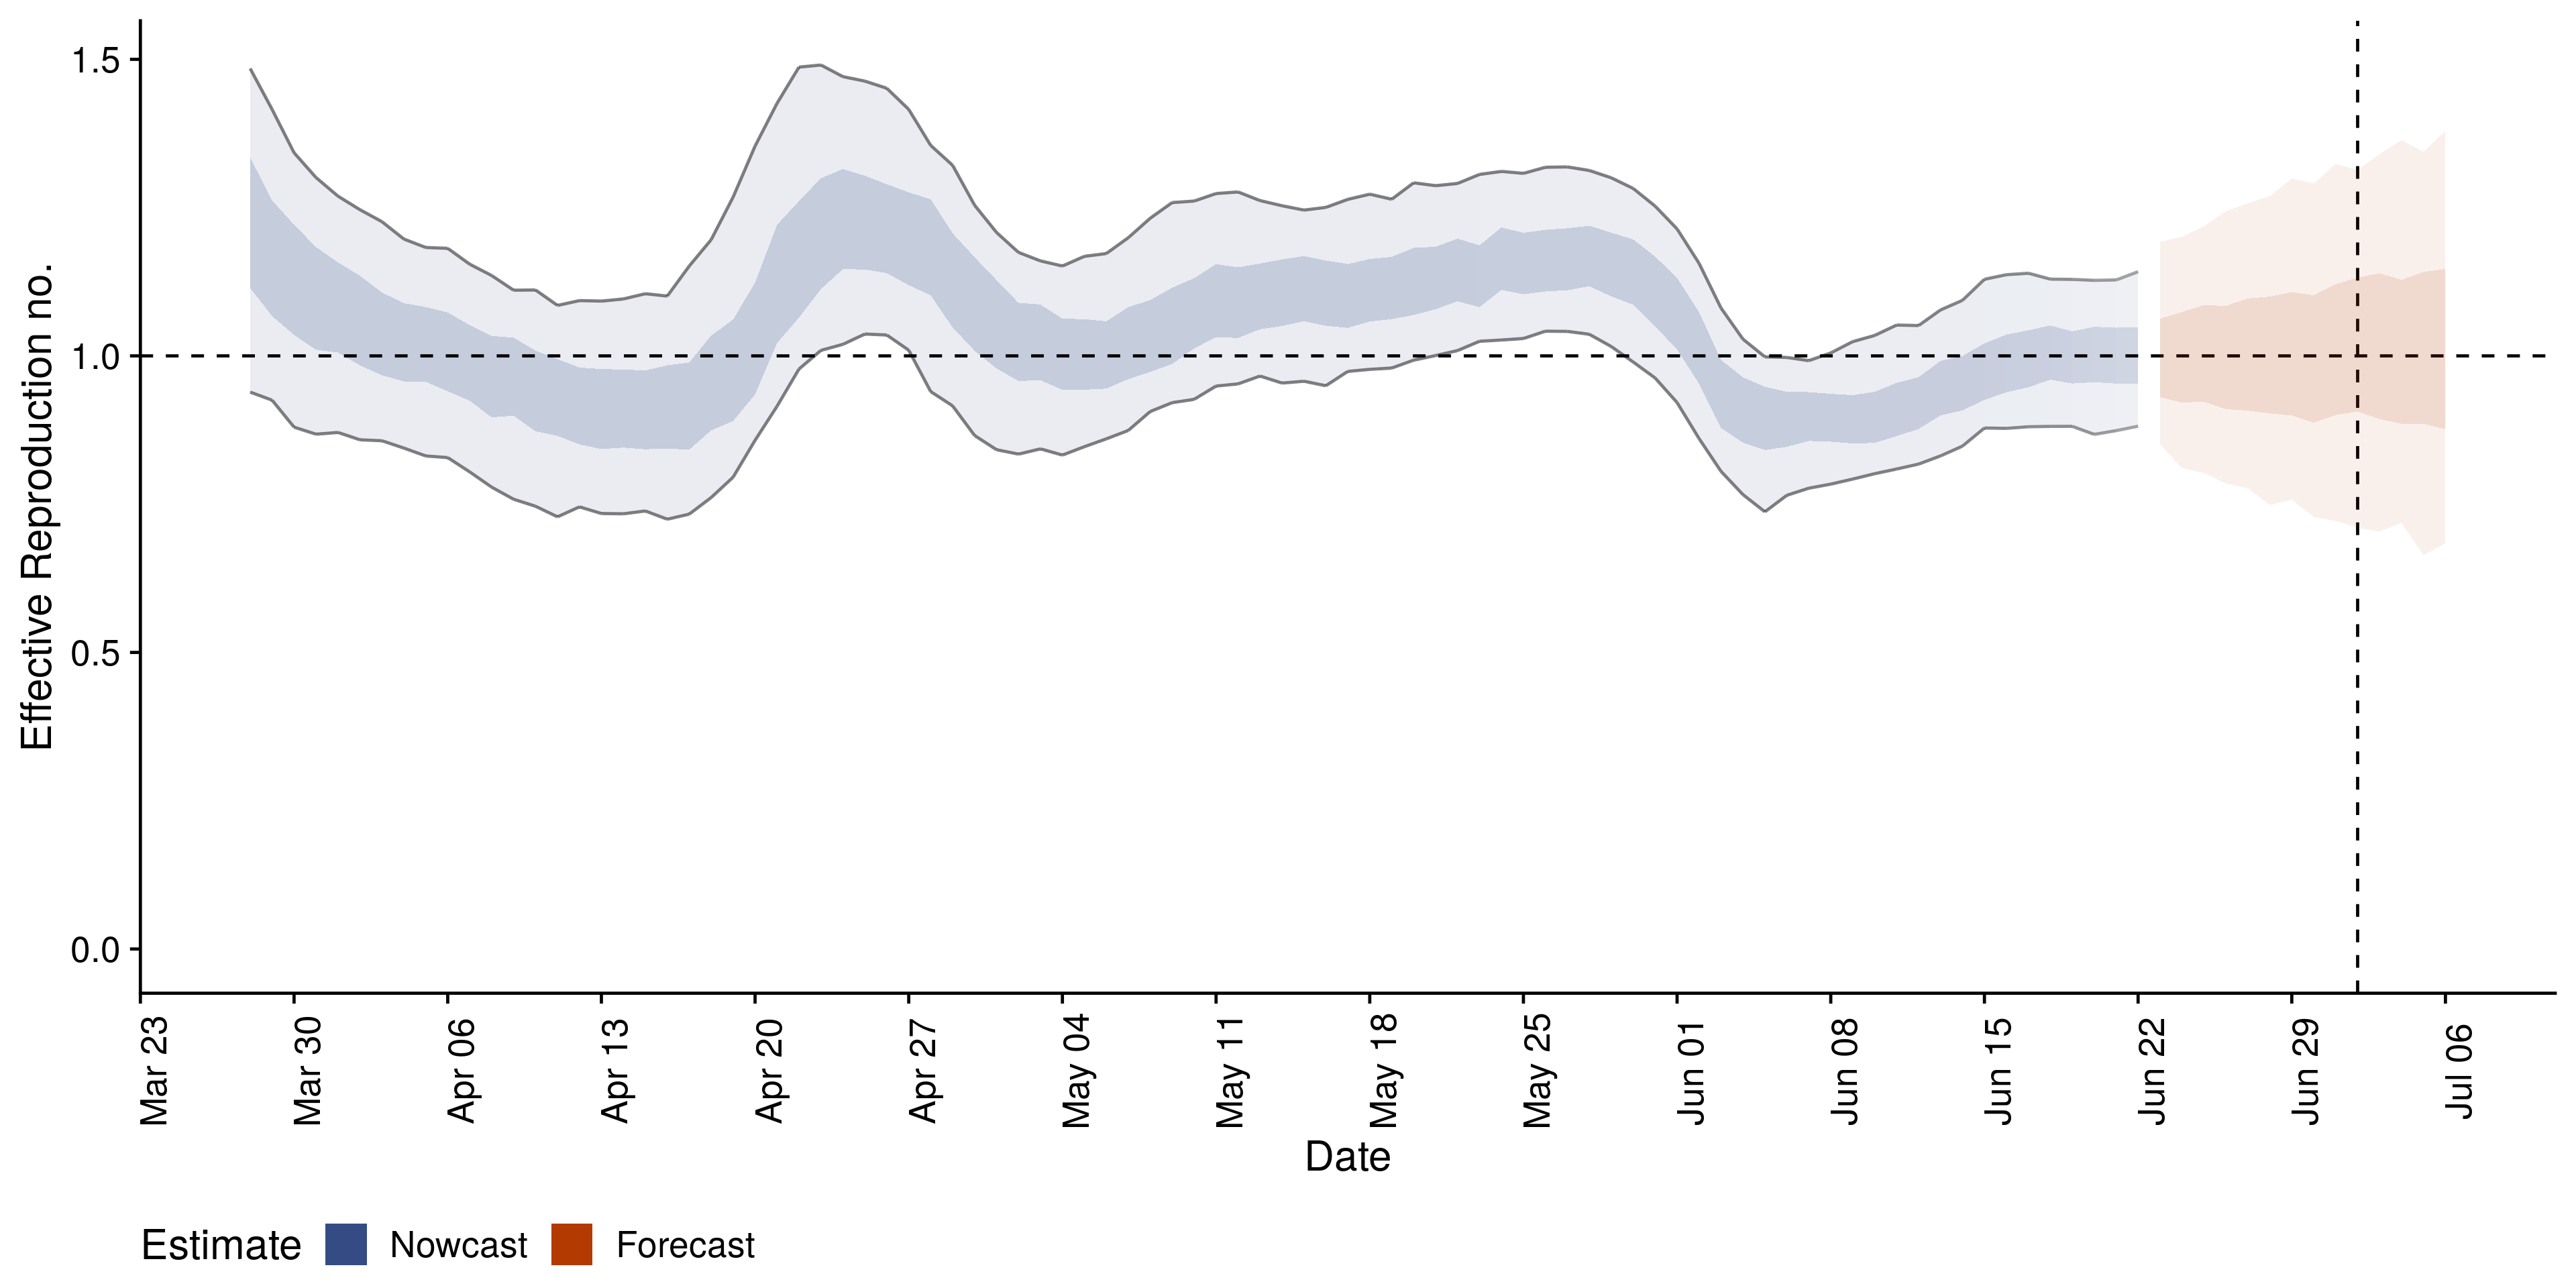 Effective Reproduction no.
1.5
1.0
0.5
0.0
Mar 23
Mar 30
Apr 06
Apr 13
Apr 20
Apr 27
May 04
May 11
May 18
May 25
Jun 01
Jun 08
Jun 15
Jun 22
Jun 29
Jul 06
Date
Estimate Nowcast Forecast